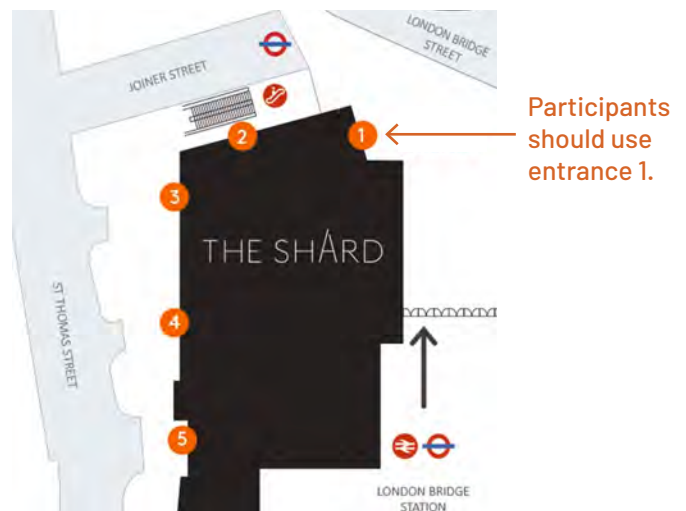 LONDON BRIDGE
STREET
JOINER STREET
2
1
Participants
should use
entrance 1.
3
THE SHARD
ST THOMAS STREET
4
5
LONDON BRIDGE
STATION